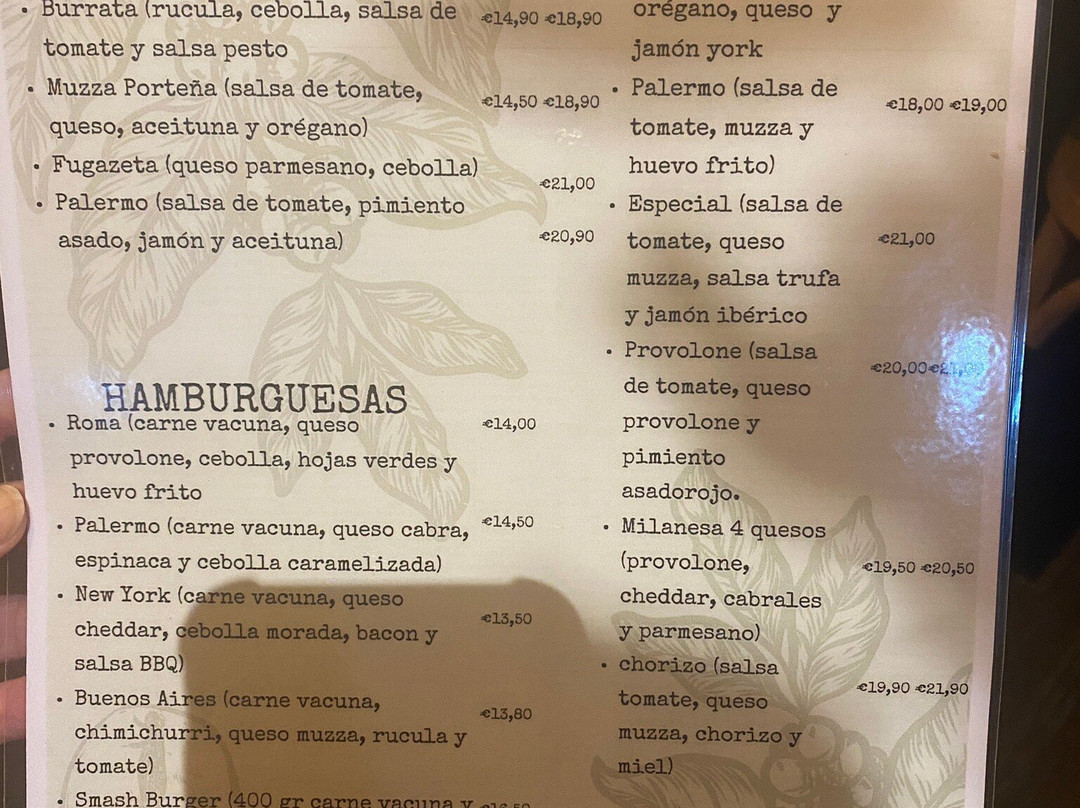 • Burrata (rucula, cebolla, salsa de €14,90 €18,90
tomate y salsa pesto
• Muzza Porteña (salsa de tomate, €14,50 €18,90
queso, aceituna y orégano)
• Fugazeta (queso parmesano, cebolla)
€21,00
• Palermo (salsa de tomate, pimiento
asado, jamón y aceituna) €20,90
HAMBURGUESAS
• Roma (carne vacuna, queso €14,00
provolone, cebolla, hojas verdes y
huevo frito
• Palermo (carne vacuna, queso cabra, €14,50
espinaca y cebolla caramelizada)
• New York (carne vacuna, queso
cheddar, cebolla morada, bacon y €13,50
salsa BBQ)
• Buenos Aires (carne vacuna, €13,80
chimichurri, queso muzza, rucula y
tomate)
• Smash Burger (400 gr carne vacuna y €16,50
orégano, queso y
jamón york
• Palermo (salsa de €18,00 €19,00
tomate, muzza y
huevo frito)
• Especial (salsa de
tomate, queso €21,00
muzza, salsa trufa
y jamón ibérico
• Provolone (salsa €20,00
de tomate, queso
provolone y
pimiento
asadorojo.
• Milanesa 4 quesos
(provolone, €19,50 €20,50
cheddar, cabrales
y parmesano)
• chorizo (salsa €19,90 €21,90
tomate, queso
muzza, chorizo y
miel)